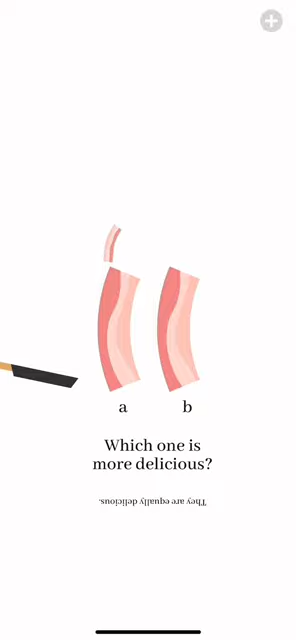 a
b
Which one is
more delicious?
They are equally delicious.